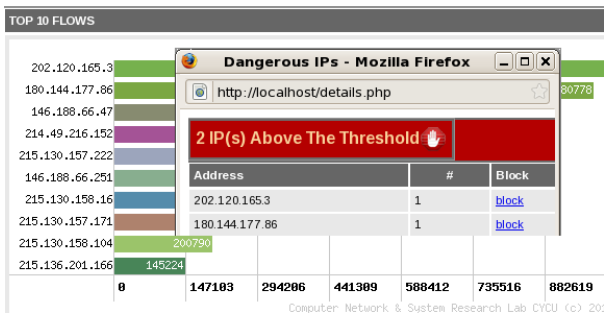 TOP 10 FLOWS
202.120.165.3
180.144.177.86
80778
146.188.66.47
214.49.216.152
215.130.157.222
146.188.66.251
215.130.158.16
215.130.157.171
215.130.158.104
200790
215.136.201.166
145224
0 147103 294206 441309 588412 735516 882619
Computer Network & System Research Lab CYCU (c) 20
Dangerous IPs - Mozilla Firefox
http://localhost/details.php
2 IP(s) Above The Threshold
Address # Block
202.120.165.3 1 block
180.144.177.86 1 block